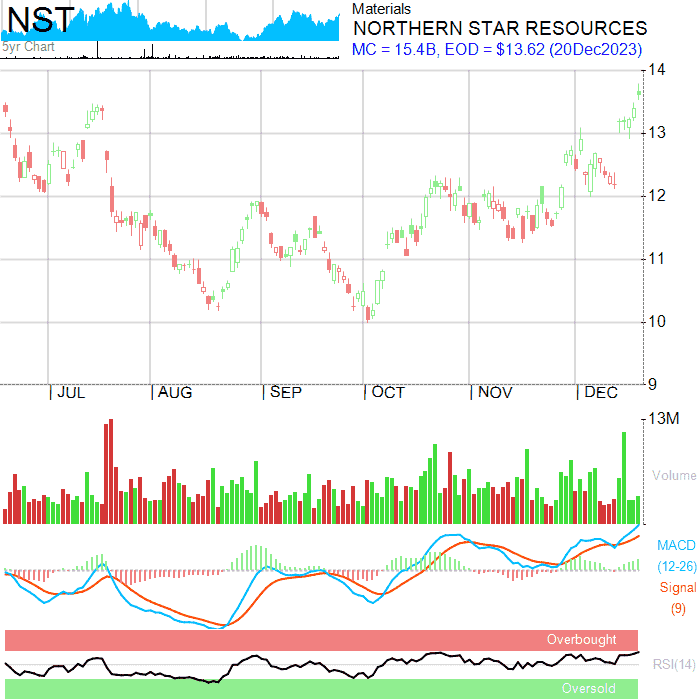 NST
Materials
NORTHERN STAR RESOURCES
MC = 15.4B, EOD = $13.62 (20Dec2023)
5yr Chart
14
13
12
11
10
9
JUL AUG SEP OCT NOV DEC
13M
Volume
MACD
(12-26)
Signal
(9)
Overbought
RSI(14)
Oversold